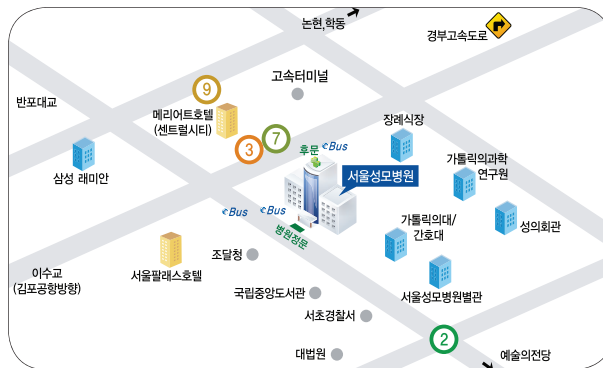 논현,학동
경부고속도로
9
고속터미널
반포대교
메리어트호텔
(센트럴시티)
7
3
후문
Bus
장례식장
가톨릭의과학
연구원
삼성 래미안
서울성모병원
Bus
Bus
병원정문
가톨릭의대/
간호대
성의회관
조달청
이수교
(김포공항방향)
서울팔래스호텔
국립중앙도서관
서울성모병원별관
서초경찰서
2
대법원
예술의전당